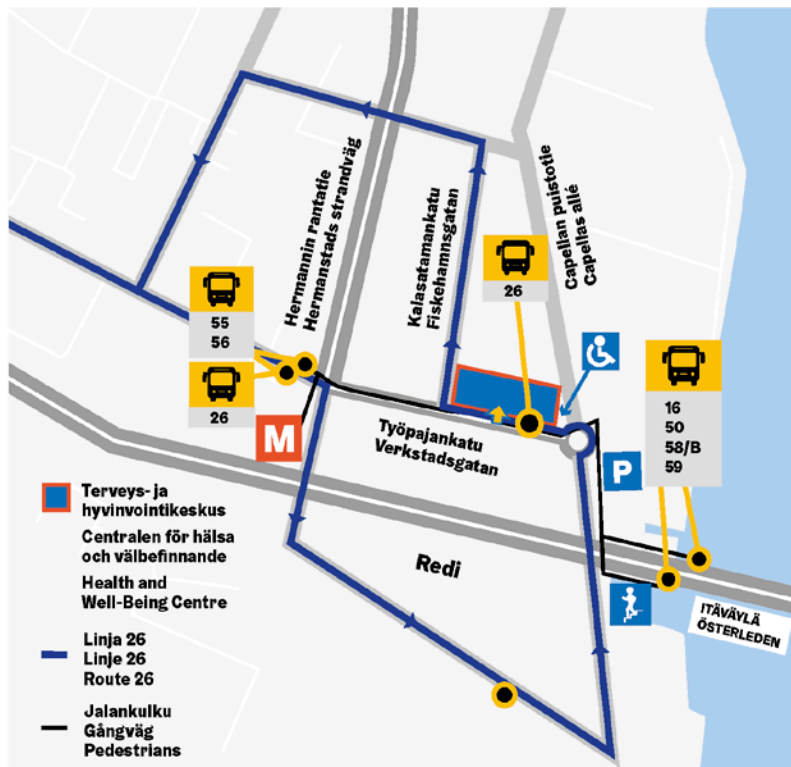 Hermannin rantatie
Hermanstads strandväg
Kalasatamankatu
Fiskehamnsgatan
Capellan puistotie
Capellas allé
26
55
56
26
M
16
50
58/B
59
Työpajankatu
Verkstadsgatan
P
Redi
ITÄVÄYLÄ
ÖSTERLEDEN
Terveys- ja
hyvinvointikeskus
Centralen för hälsa
och välbefinnande
Health and
Well-Being Centre
Linja 26
Linje 26
Route 26
Jalankulku
Gångväg
Pedestrians